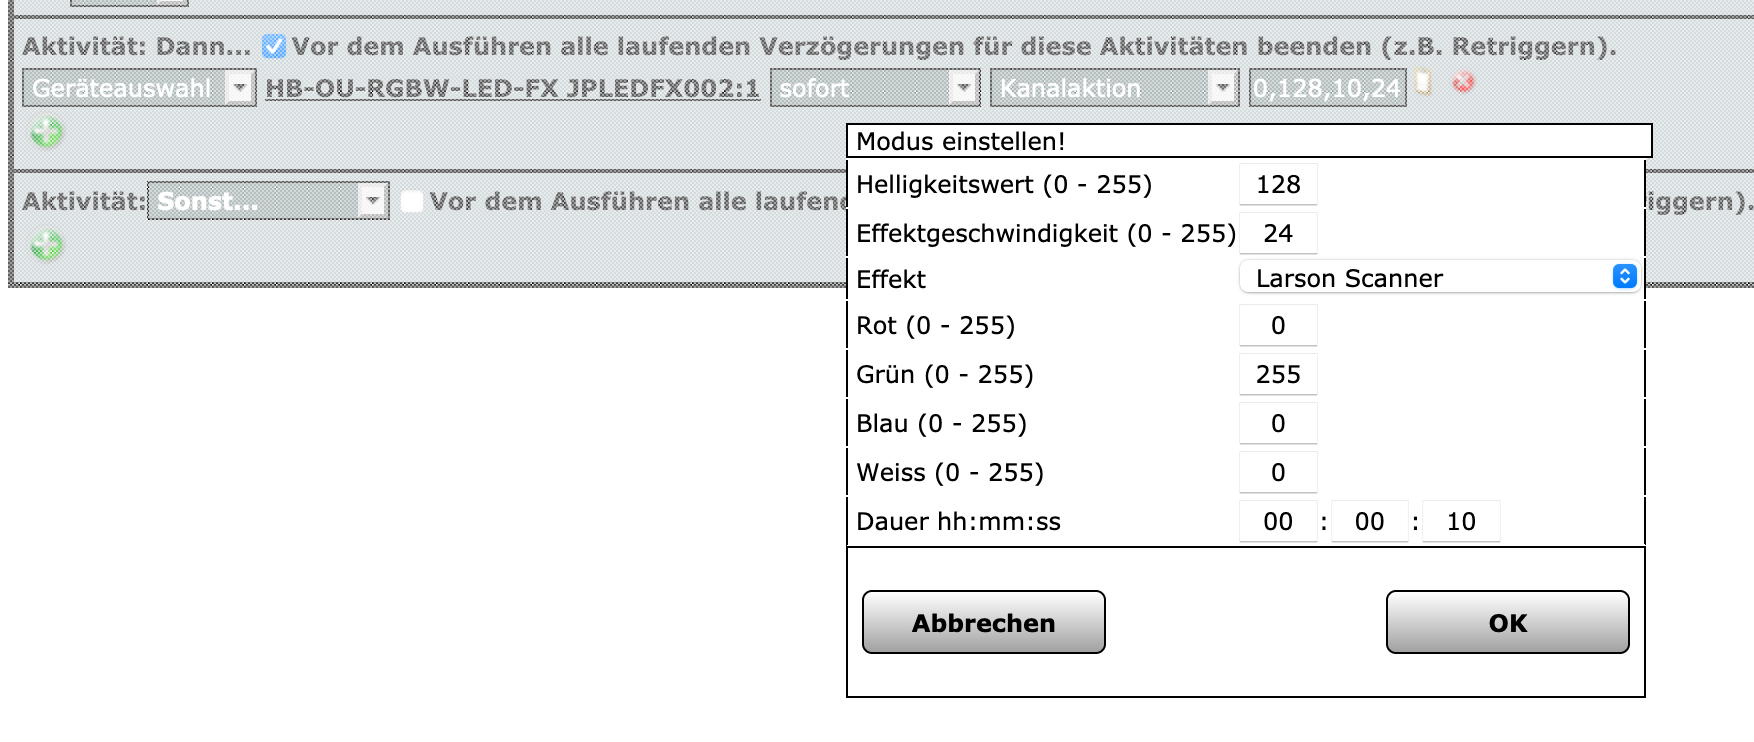 Aktivität: Dann... Vor dem Ausführen alle laufenden Verzögerungen für diese Aktivitäten beenden (z.B. Retriggern).
Geräteauswahl HB-OU-RGBW-LED-FX JPLEDFX002:1 sofort Kanalaktion 0,128,10,24
Modus einstellen!
Helligkeitswert (0 - 255) 128
Aktivität: Sonst... Vor dem Ausführen alle laufen iggern).
Effektgeschwindigkeit (0 - 255) 24
Effekt Larson Scanner
Rot (0 - 255) 0
Grün (0 - 255) 255
Blau (0 - 255) 0
Weiss (0 - 255) 0
Dauer hh:mm:ss 00 : 00 : 10
Abbrechen OK